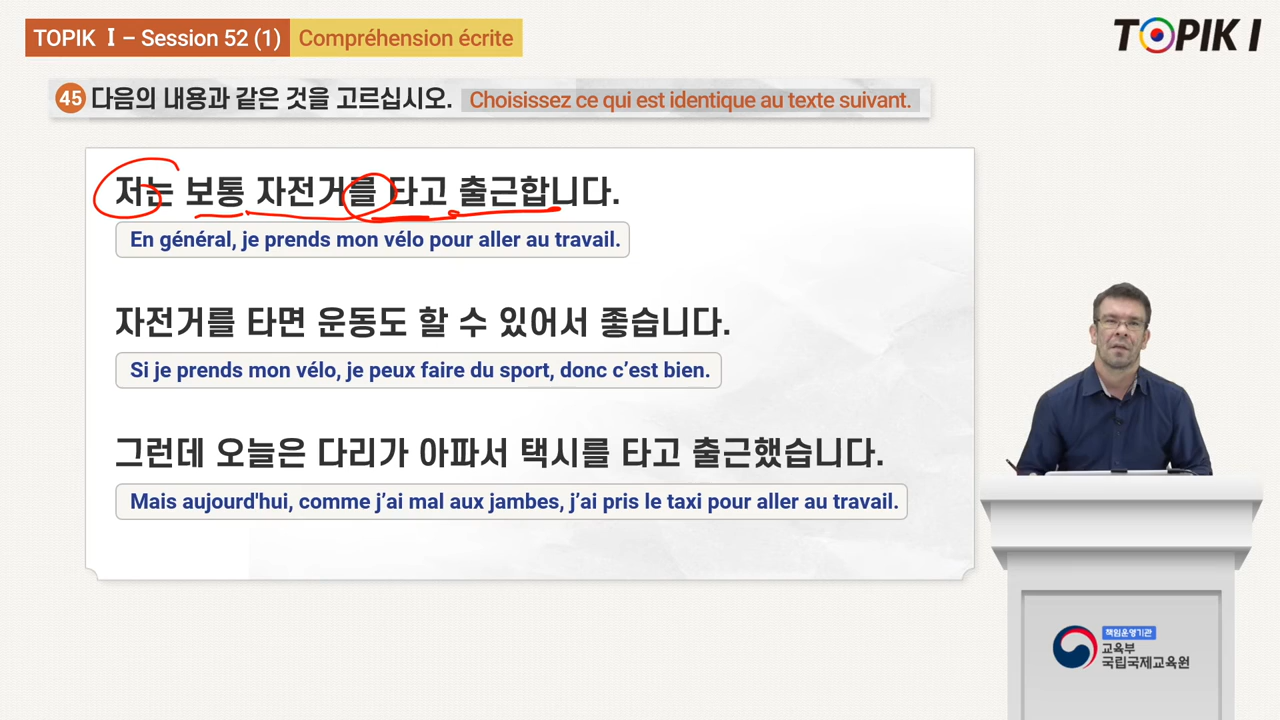 TOPIK Ⅰ – Session 52 (1) Compréhension écrite
TOPIK I
45 다음의 내용과 같은 것을 고르십시오. Choisissez ce qui est identique au texte suivant.
저는 보통 자전거를 타고 출근합니다.
En général, je prends mon vélo pour aller au travail.
자전거를 타면 운동도 할 수 있어서 좋습니다.
Si je prends mon vélo, je peux faire du sport, donc c’est bien.
그런데 오늘은 다리가 아파서 택시를 타고 출근했습니다.
Mais aujourd'hui, comme j’ai mal aux jambes, j’ai pris le taxi pour aller au travail.
책임운영기관
교육부
국립국제교육원